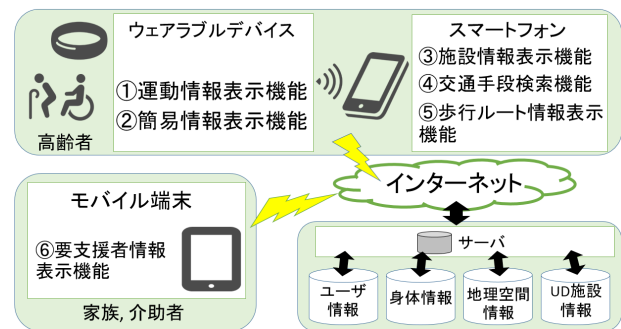 ウェアラブルデバイス
①運動情報表示機能
②簡易情報表示機能
高齢者
スマートフォン
③施設情報表示機能
④交通手段検索機能
⑤歩行ルート情報表示
機能
インターネット
モバイル端末
⑥要支援者情報
表示機能
家族, 介助者
サーバ
ユーザ
情報
身体情報
地理空間
情報
UD施設
情報